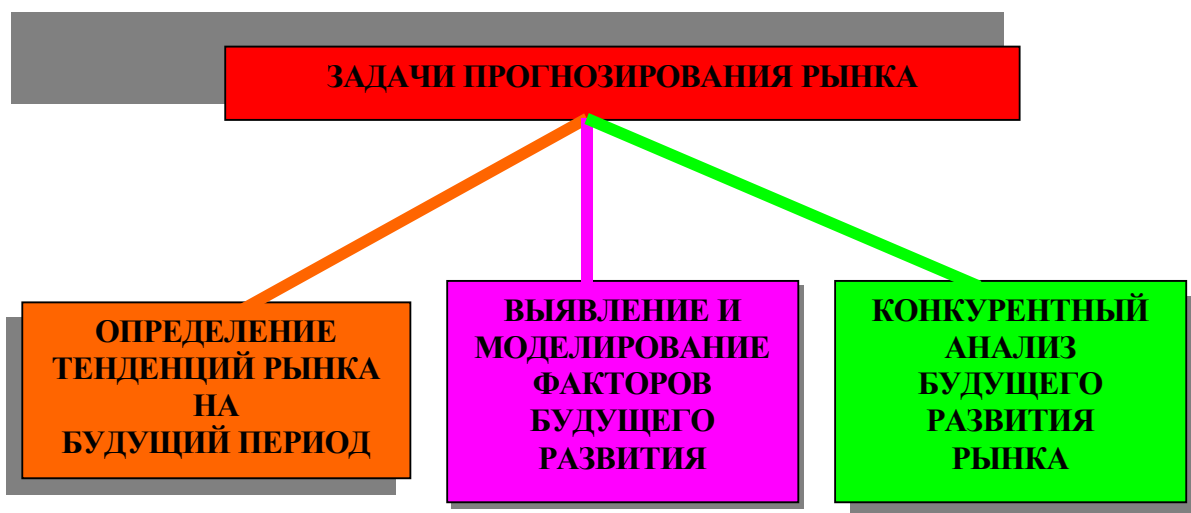 ЗАДАЧИ ПРОГНОЗИРОВАНИЯ РЫНКА
ОПРЕДЕЛЕНИЕ
ТЕНДЕНЦИЙ РЫНКА
НА
БУДУЩИЙ ПЕРИОД
ВЫЯВЛЕНИЕ И
МОДЕЛИРОВАНИЕ
ФАКТОРОВ
БУДУЩЕГО
РАЗВИТИЯ
КОНКУРЕНТНЫЙ
АНАЛИЗ
БУДУЩЕГО
РАЗВИТИЯ
РЫНКА